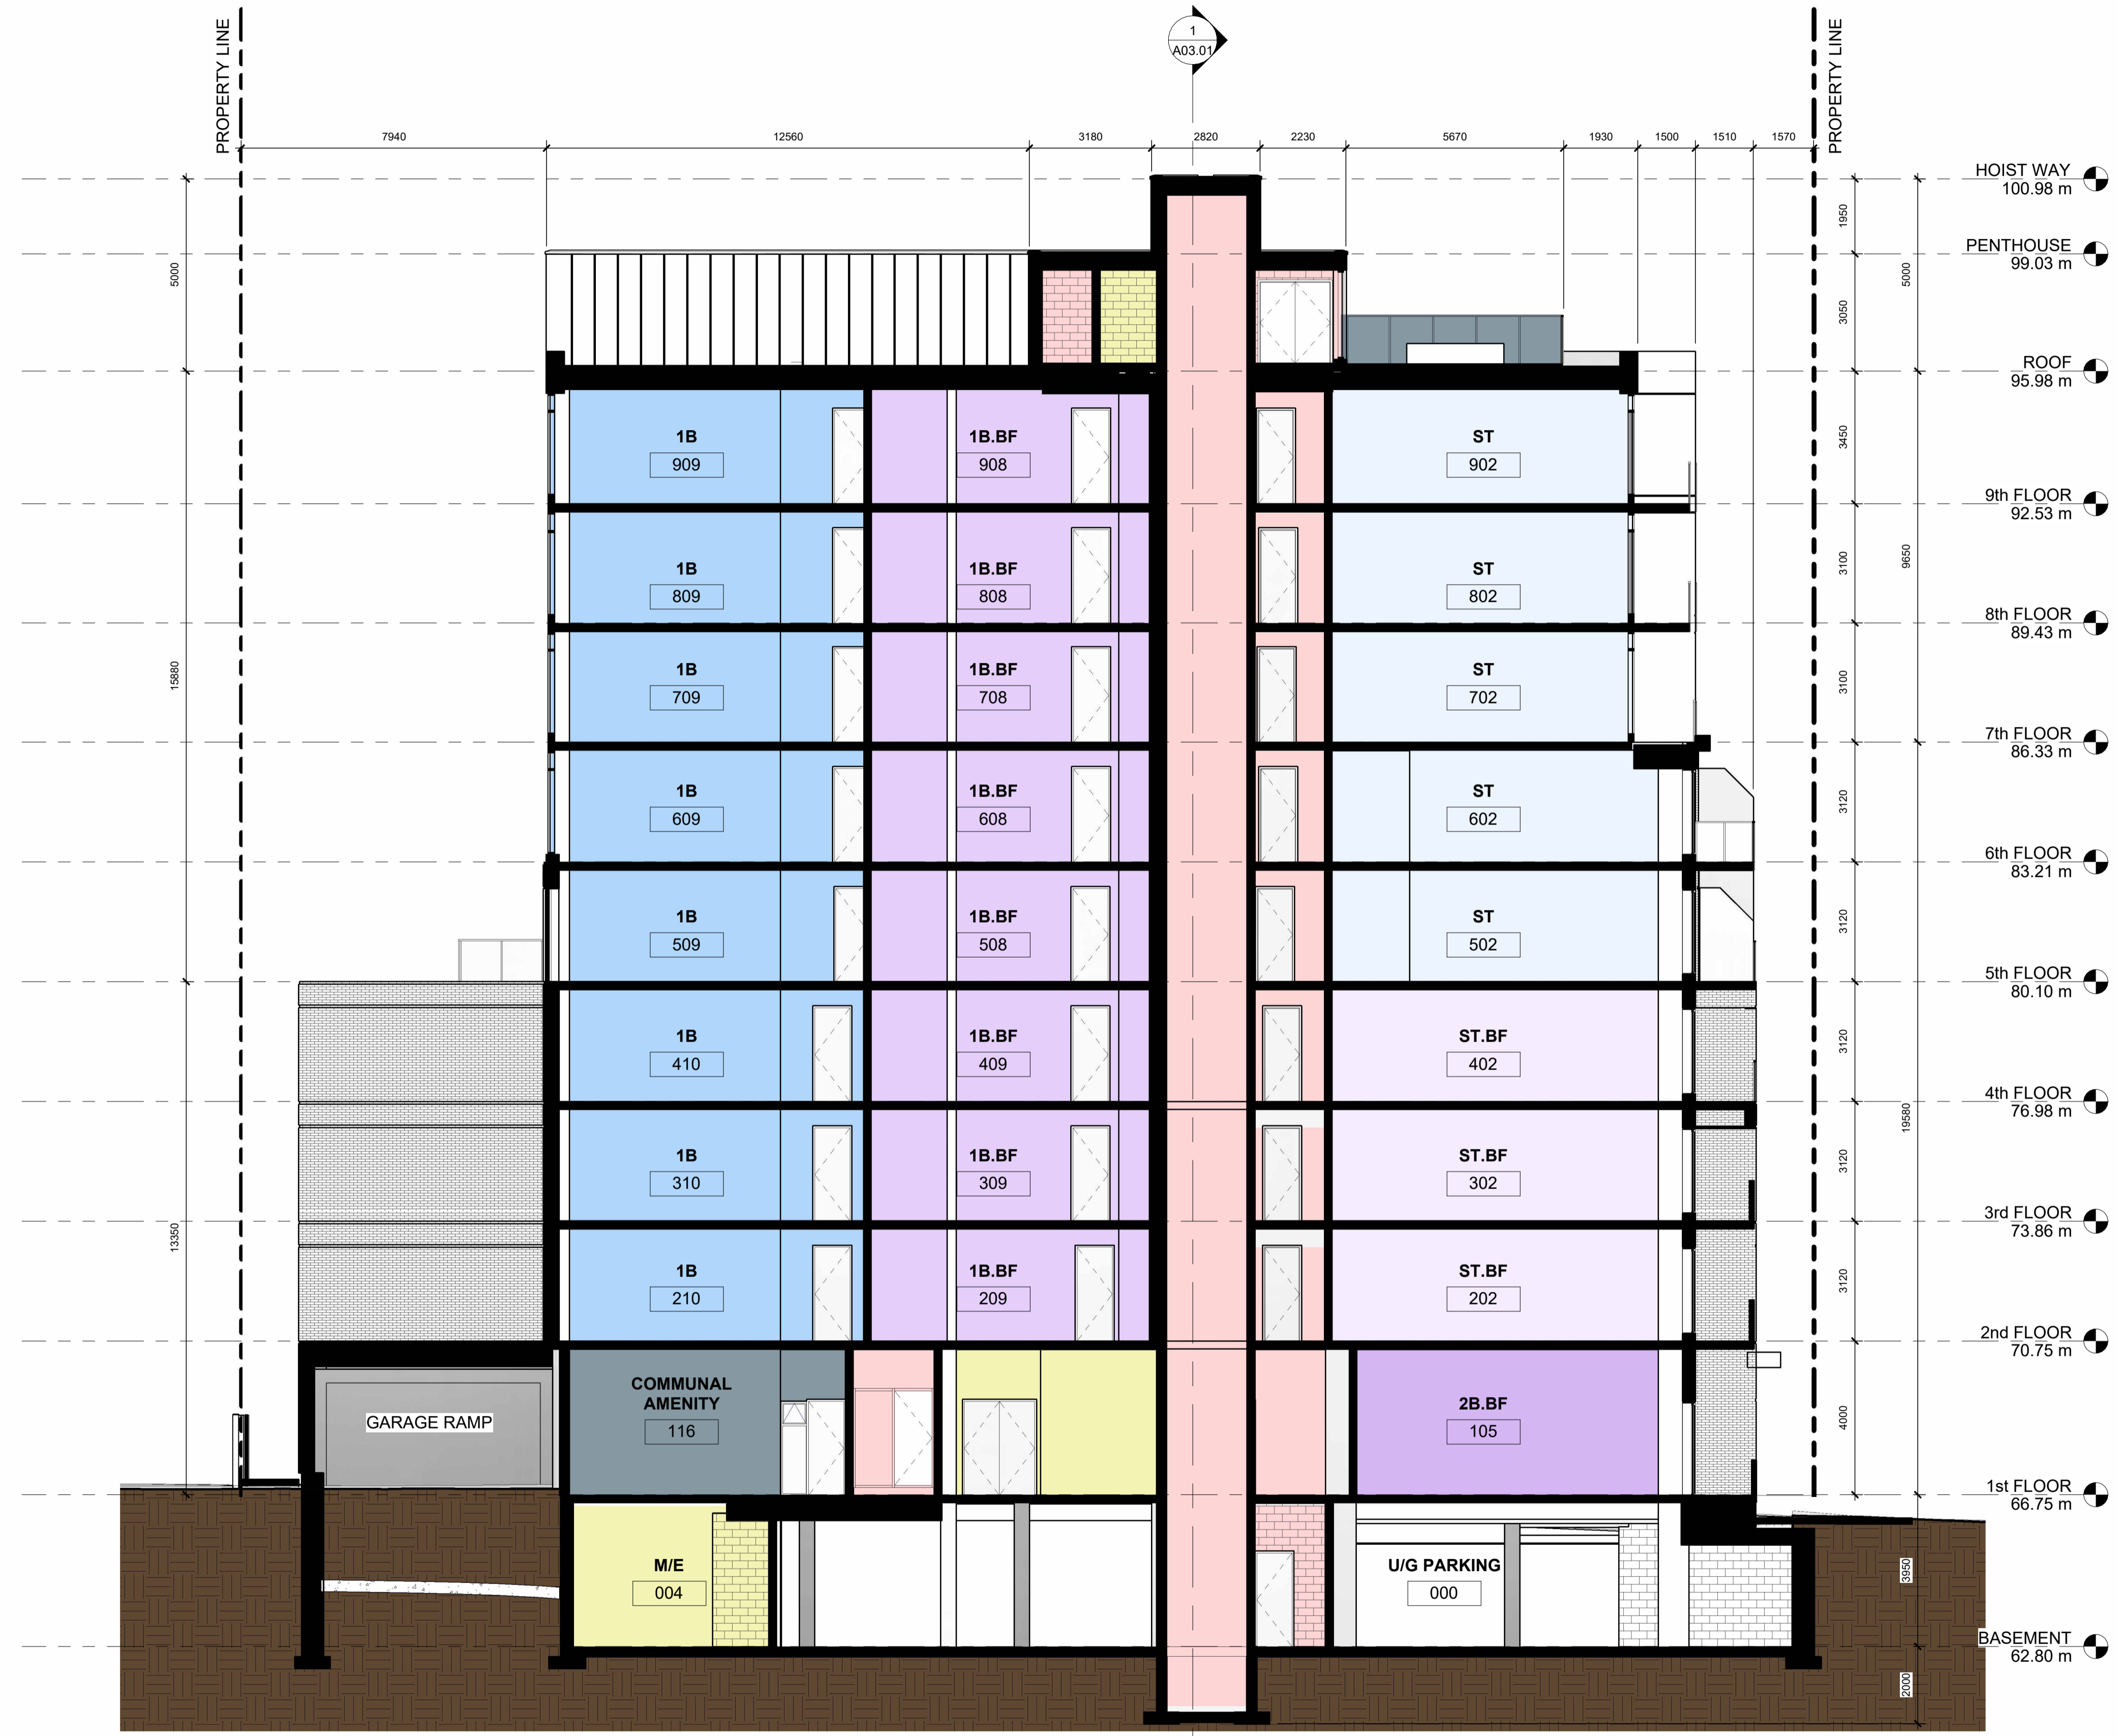 1
A03.01
PROPERTY LINE
PROPERTY LINE
7940
12560
3180
2820
2230
5670
1930
1500
1510
1570
HOIST WAY
100.98 m
1950
PENTHOUSE
99.03 m
5000
5000
3050
ROOF
95.98 m
1B
909
1B.BF
908
ST
902
3450
9th FLOOR
92.53 m
1B
809
1B.BF
808
ST
802
3100
9650
8th FLOOR
89.43 m
15880
1B
709
1B.BF
708
ST
702
3100
7th FLOOR
86.33 m
1B
609
1B.BF
608
ST
602
3120
6th FLOOR
83.21 m
1B
509
1B.BF
508
ST
502
3120
5th FLOOR
80.10 m
1B
410
1B.BF
409
ST.BF
402
3120
4th FLOOR
76.98 m
19580
1B
310
1B.BF
309
ST.BF
302
3120
3rd FLOOR
73.86 m
13350
1B
210
1B.BF
209
ST.BF
202
3120
2nd FLOOR
70.75 m
GARAGE RAMP
COMMUNAL
AMENITY
116
2B.BF
105
4000
1st FLOOR
66.75 m
M/E
004
U/G PARKING
000
3950
BASEMENT
62.80 m
2000